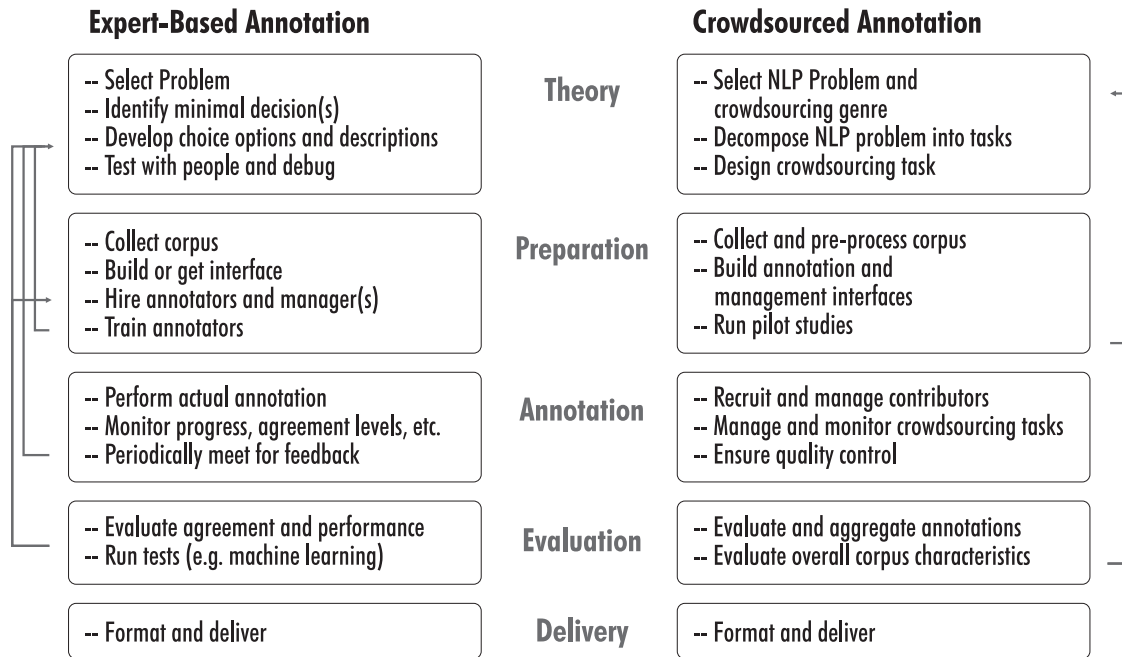 Expert-Based Annotation
Crowdsourced Annotation
Theory
-- Select Problem
-- Identify minimal decision(s)
-- Develop choice options and descriptions
-- Test with people and debug
-- Select NLP Problem and
crowdsourcing genre
-- Decompose NLP problem into tasks
-- Design crowdsourcing task
Preparation
-- Collect corpus
-- Build or get interface
-- Hire annotators and manager(s)
-- Train annotators
-- Collect and pre-process corpus
-- Build annotation and
management interfaces
-- Run pilot studies
Annotation
-- Perform actual annotation
-- Monitor progress, agreement levels, etc.
-- Periodically meet for feedback
-- Recruit and manage contributors
-- Manage and monitor crowdsourcing tasks
-- Ensure quality control
Evaluation
-- Evaluate agreement and performance
-- Run tests (e.g. machine learning)
-- Evaluate and aggregate annotations
-- Evaluate overall corpus characteristics
Delivery
-- Format and deliver
-- Format and deliver